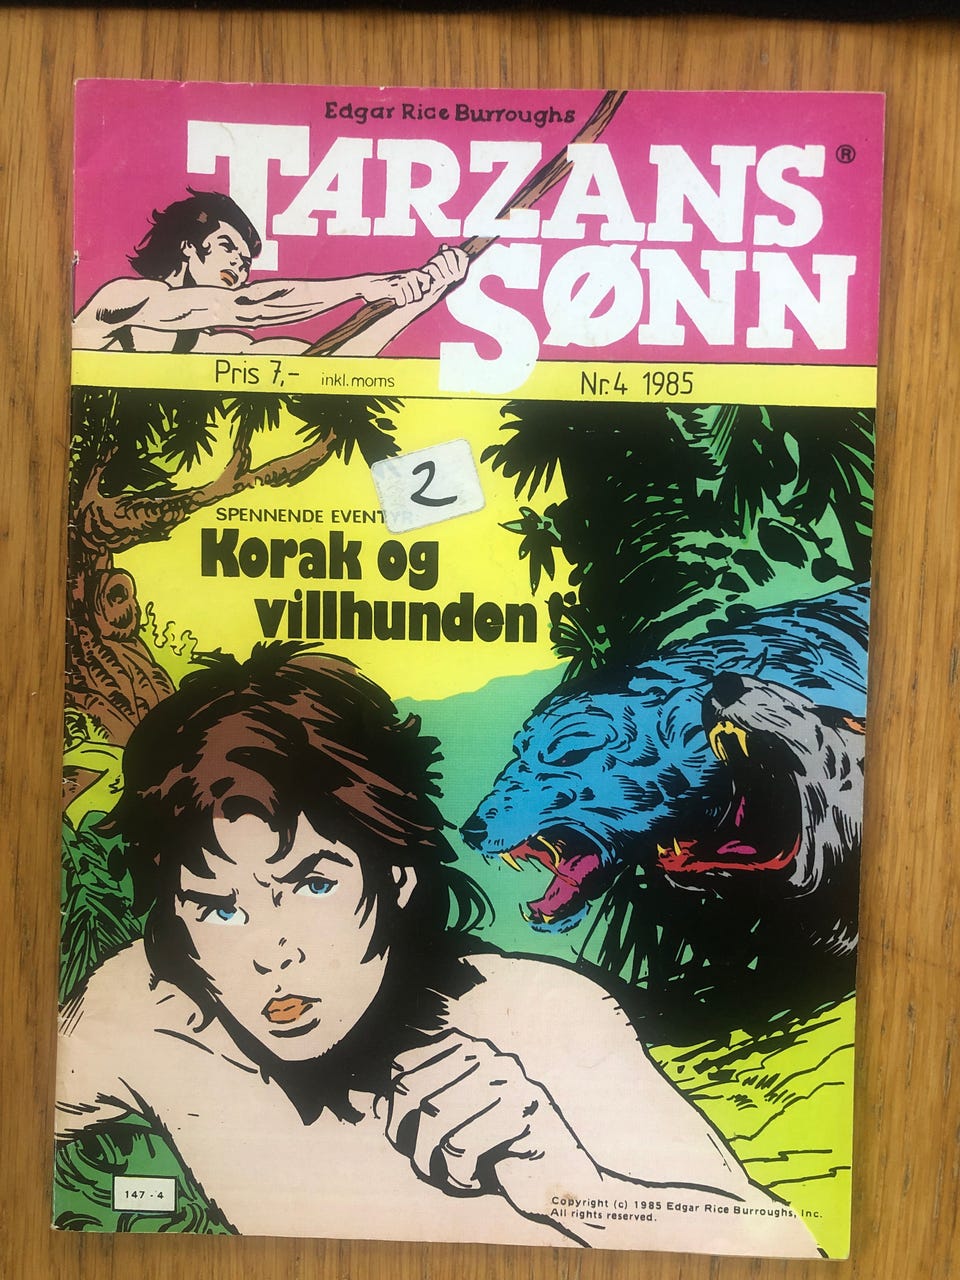 Edgar Rice Burroughs
TARZANS ®
SØNN
Pris 7,- inkl. moms Nr. 4 1985
2
SPENNENDE EVENTYR
Korak og
villhunden
147-4
Copyright (c) 1985 Edgar Rice Burroughs, Inc.
All rights reserved.